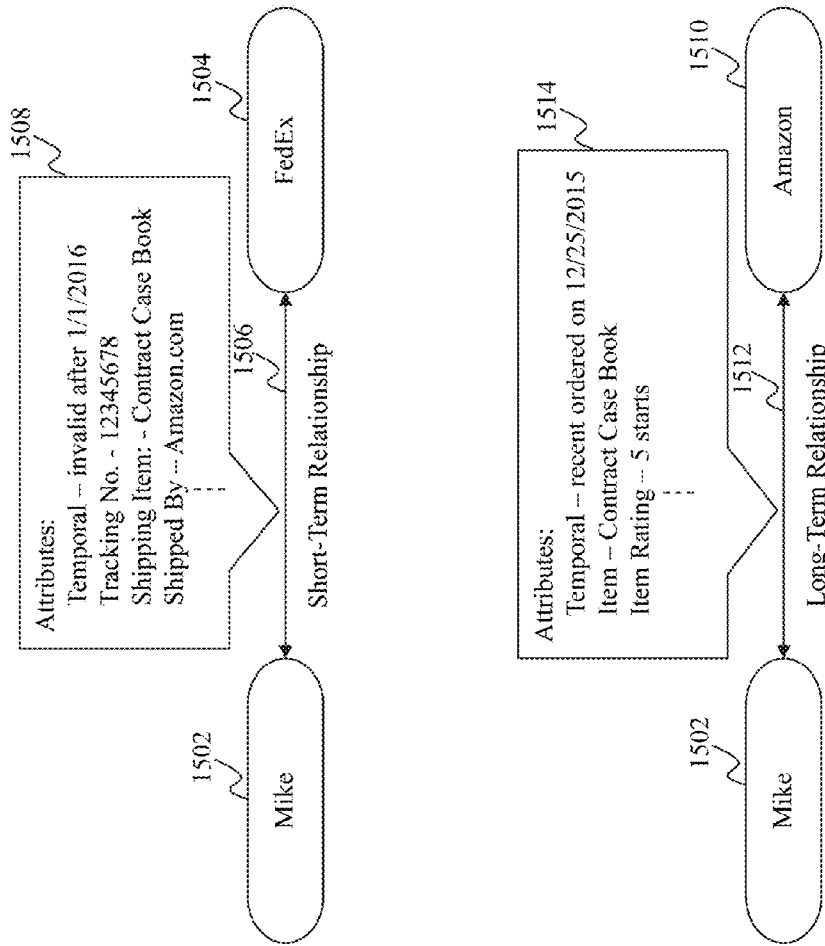 1508
Attributes:
Temporal – invalid after 1/1/2016
Tracking No. - 12345678
Shipping Item: - Contract Case Book
Shipped By – Amazon.com
1502
Mike
1506
Short-Term Relationship
1504
FedEx
1514
Attributes:
Temporal – recent ordered on 12/25/2015
Item – Contract Case Book
Item Rating – 5 starts
1502
Mike
1512
Long-Term Relationship
1510
Amazon